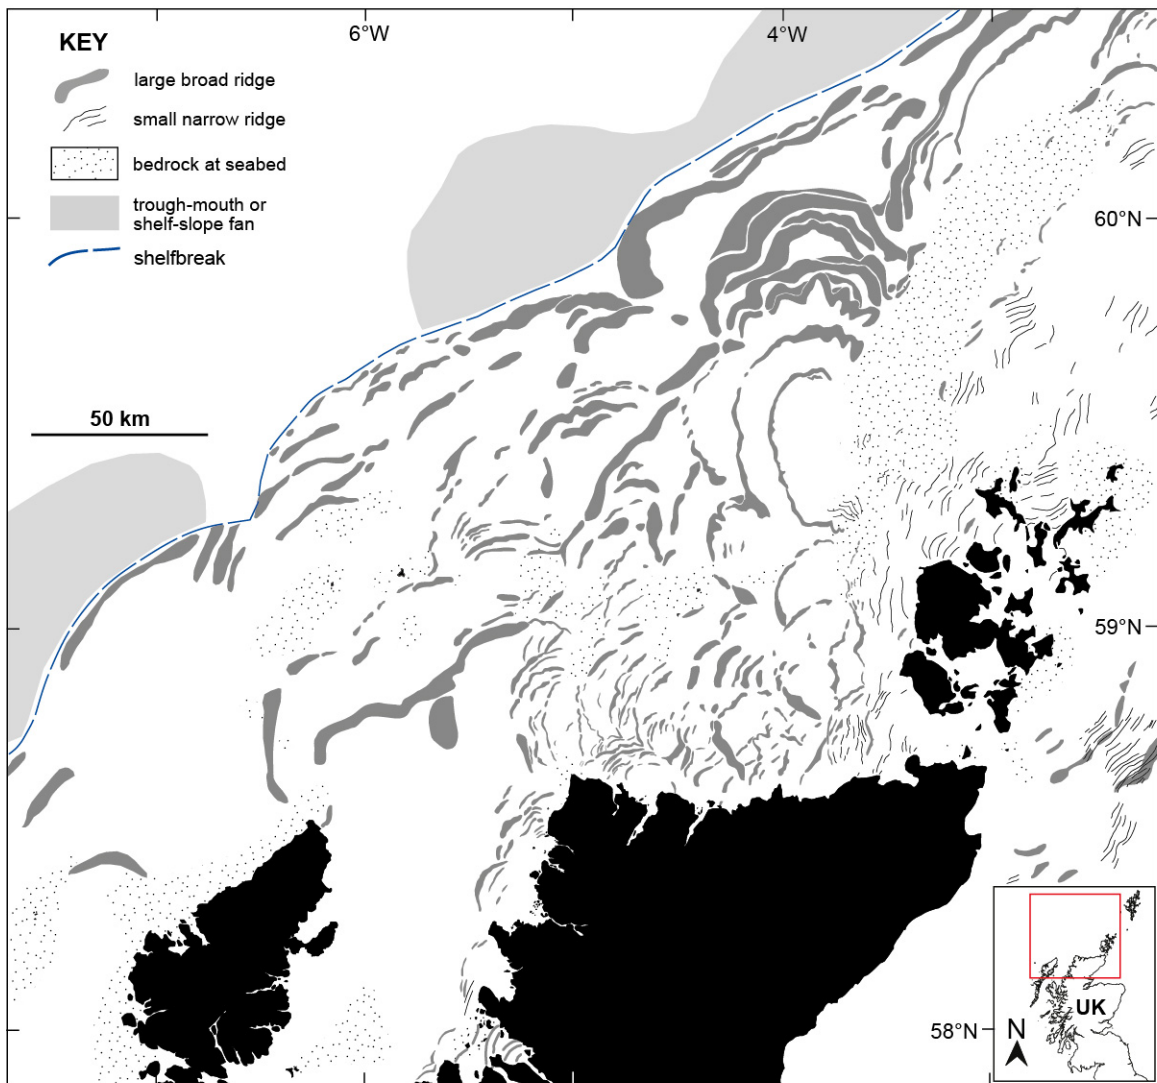 6°W
4°W
KEY
large broad ridge
small narrow ridge
bedrock at seabed
trough-mouth or
shelf-slope fan
shelfbreak
60°N
50 km
59°N
58°N
N
UK